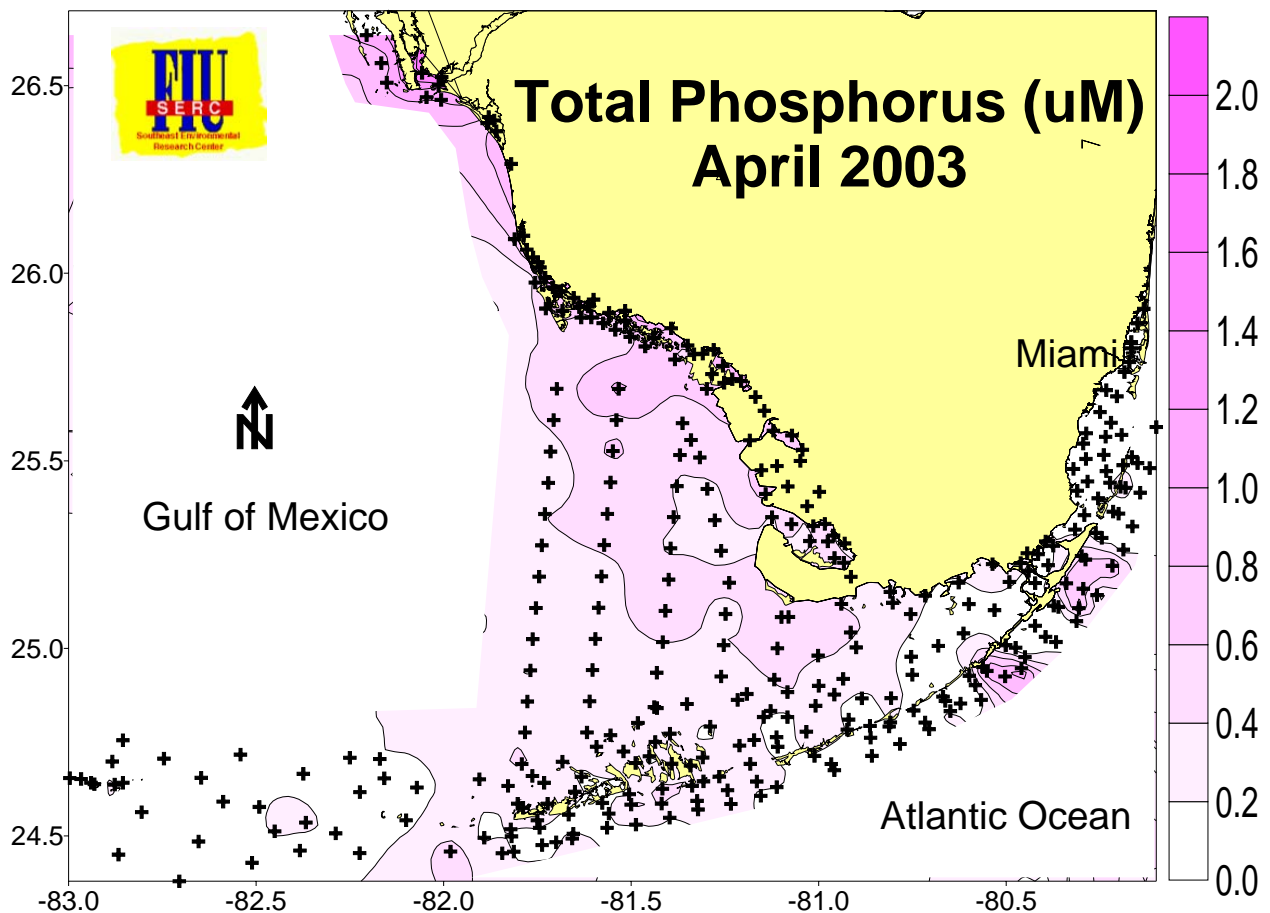 FIU
SERC
Southeast Environmental
Research Center
Total Phosphorus (uM)
April 2003
Miami
Gulf of Mexico
N
Atlantic Ocean
26.5
26.0
25.5
25.0
24.5
-83.0 -82.5 -82.0 -81.5 -81.0 -80.5
2.0
1.8
1.6
1.4
1.2
1.0
0.8
0.6
0.4
0.2
0.0